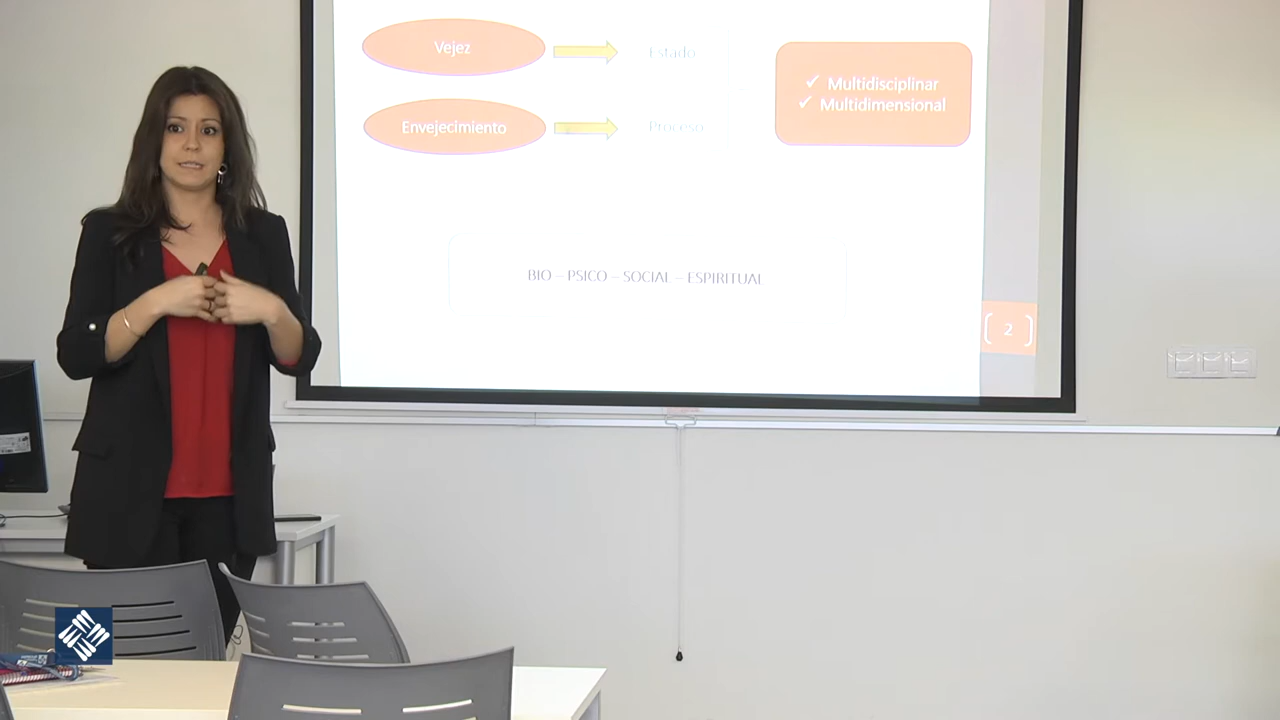 Vejez
Estado
Envejecimiento
Proceso
✓ Multidisciplinar
✓ Multidimensional
BIO – PSICO – SOCIAL – ESPIRITUAL
2